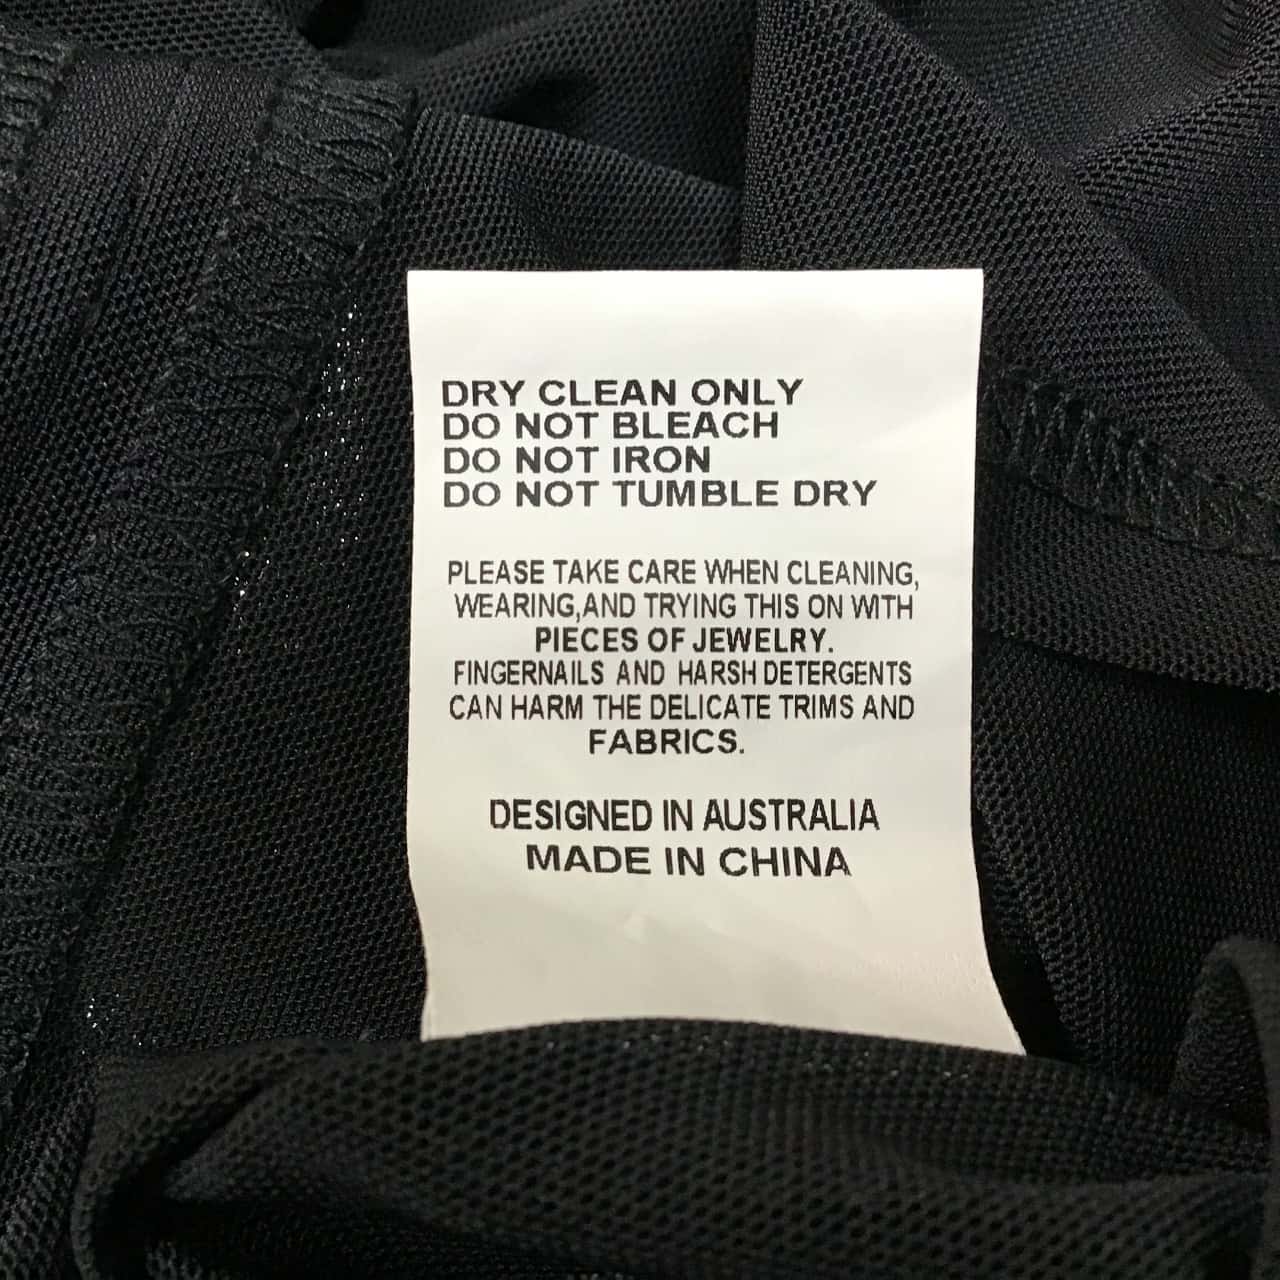 DRY CLEAN ONLY
DO NOT BLEACH
DO NOT IRON
DO NOT TUMBLE DRY
PLEASE TAKE CARE WHEN CLEANING,
WEARING,AND TRYING THIS ON WITH
PIECES OF JEWELRY.
FINGERNAILS AND HARSH DETERGENTS
CAN HARM THE DELICATE TRIMS AND
FABRICS.
DESIGNED IN AUSTRALIA
MADE IN CHINA